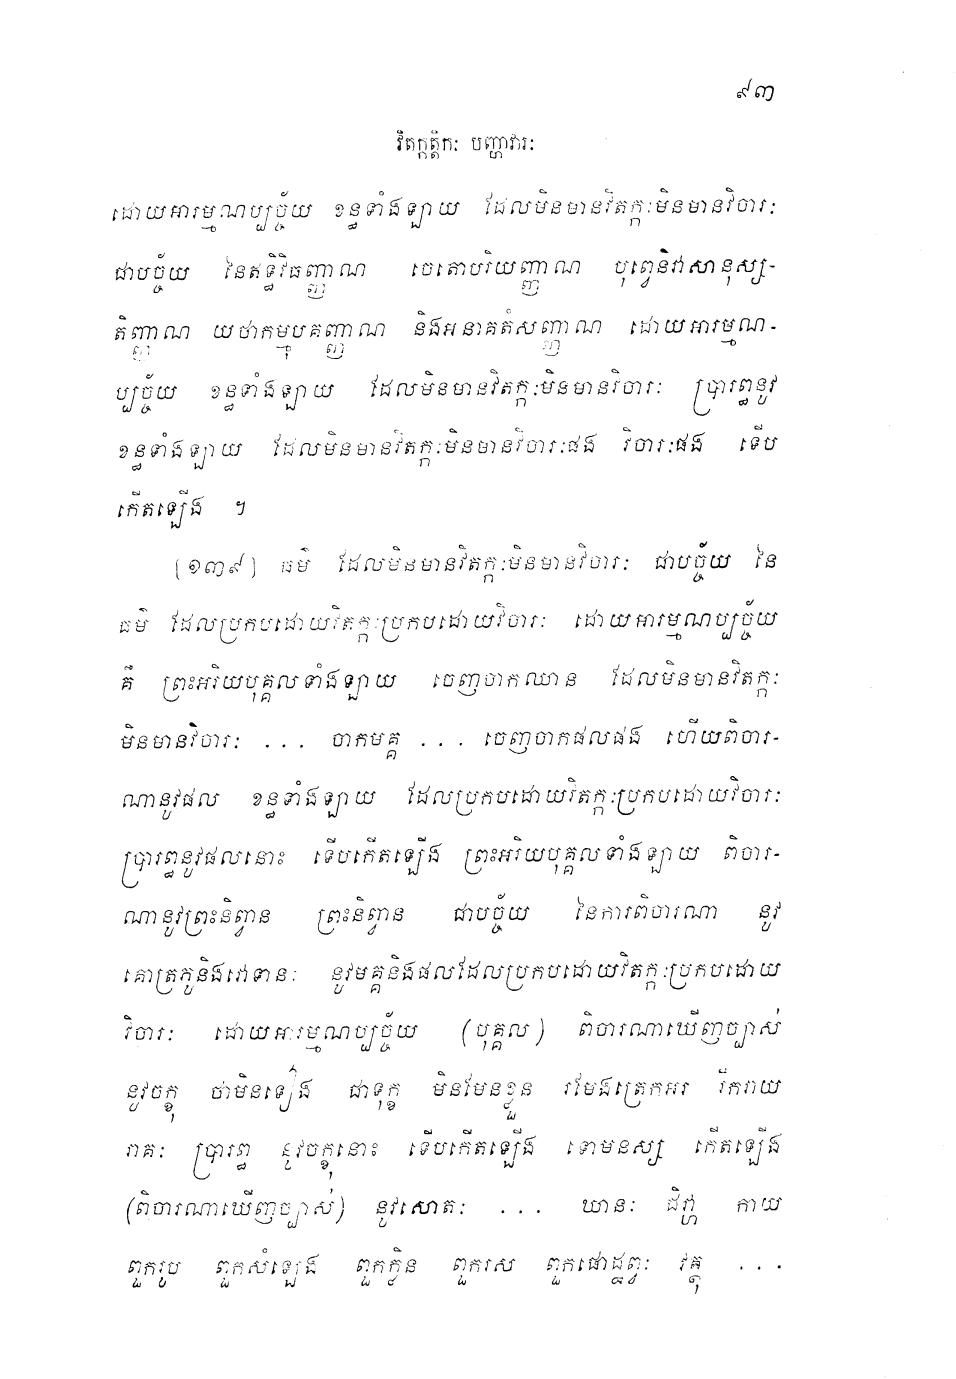 ៩៣
វិតក្កត្តិកៈ បញ្ហាវារៈ
ដោយអារម្មណប្បច្ច័យ ខន្ធទាំងឡាយ ដែលមិនមានវិតក្កៈមិនមានវិចារៈ
ជាបច្ច័យ នៃឥទ្ធិវិធញ្ញាណ ចេតោបរិយញ្ញាណ បុព្វេនិវាសានុស្ស-
តិញ្ញាណ យថាកម្មុបគញ្ញាណ និងអនាគតំសញ្ញាណ ដោយអារម្មណ-
ប្បច្ច័យ ខន្ធទាំងឡាយ ដែលមិនមានវិតក្កៈមិនមានវិចារៈ ប្រារព្ធនូវ
ខន្ធទាំងឡាយ ដែលមិនមានវិតក្កៈមិនមានវិចារៈផង វិចារៈផង ទើប
កើតឡើង ។
(១៣៩) ធម៌ ដែលមិនមានវិតក្កៈមិនមានវិចារៈ ជាបច្ច័យ នៃ
ធម៌ ដែលប្រកបដោយវិតក្កៈប្រកបដោយវិចារៈ ដោយអារម្មណប្បច្ច័យ
គឺ ព្រះអរិយបុគ្គលទាំងឡាយ ចេញចាកឈាន ដែលមិនមានវិតក្កៈ
មិនមានវិចារៈ ... ចាកមគ្គ ... ចេញចាកផលផង ហើយពិចារ-
ណានូវផល ខន្ធទាំងឡាយ ដែលប្រកបដោយវិតក្កៈប្រកបដោយវិចារៈ
ប្រារព្ធនូវផលនោះ ទើបកើតឡើង ព្រះអរិយបុគ្គលទាំងឡាយ ពិចារ-
ណានូវព្រះនិព្វាន ព្រះនិព្វាន ជាបច្ច័យ នៃការពិចារណា នូវ
គោត្រភូនិងវោទានៈ នូវមគ្គនិងផលដែលប្រកបដោយវិតក្កៈប្រកបដោយ
វិចារៈ ដោយអារម្មណប្បច្ច័យ (បុគ្គល) ពិចារណាឃើញច្បាស់
នូវចក្ខុ ថាមិនទៀង ជាទុក្ខ មិនមែនខ្លួន រមែងត្រេកអរ រីករាយ
រាគៈ ប្រារព្ធ នូវចក្ខុនោះ ទើបកើតឡើង ទោមនស្ស កើតឡើង
(ពិចារណាឃើញច្បាស់) នូវសោតៈ ... ឃានៈ ជិវ្ហា កាយ
ពួករូប ពួកសំឡេង ពួកក្លិន ពួករស ពួកផោដ្ឋព្វៈ វត្ថុ ...